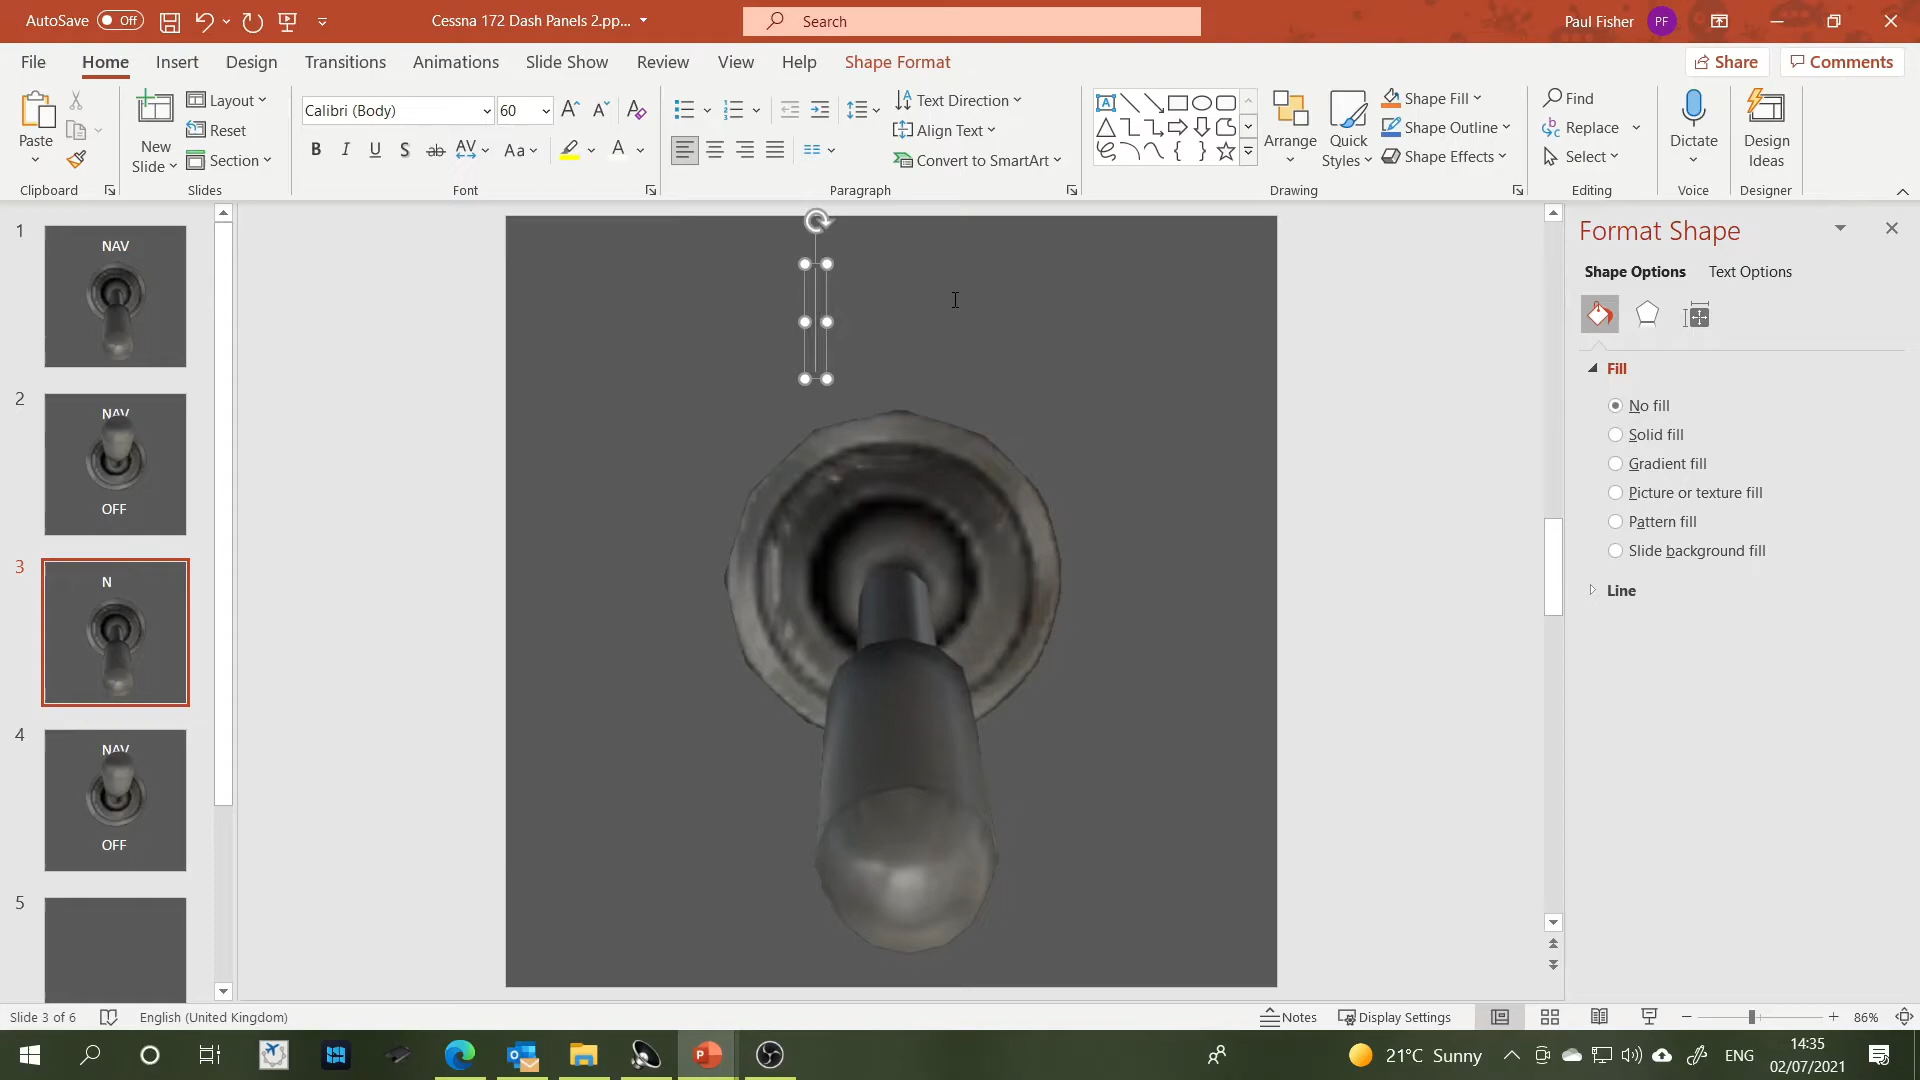 AutoSave Off
Cessna 172 Dash Panels 2.pp...
Search
Paul Fisher PF
File Home Insert Design Transitions Animations Slide Show Review View Help Shape Format
Share Comments
Paste
Clipboard
New Slide
Layout
Reset
Section
Slides
Calibri (Body) 60
B I U S ab AV Aa A
Font
Text Direction
Align Text
Convert to SmartArt
Paragraph
Arrange
Quick Styles
Shape Fill
Shape Outline
Shape Effects
Drawing
Find
Replace
Select
Editing
Dictate
Voice
Design Ideas
Designer
1
NAV
2
NAV
OFF
3
N
4
NAV
OFF
5
Format Shape
Shape Options Text Options
Fill
No fill
Solid fill
Gradient fill
Picture or texture fill
Pattern fill
Slide background fill
Line
Slide 3 of 6 English (United Kingdom)
Notes Display Settings 86%
21°C Sunny
ENG
14:35
02/07/2021